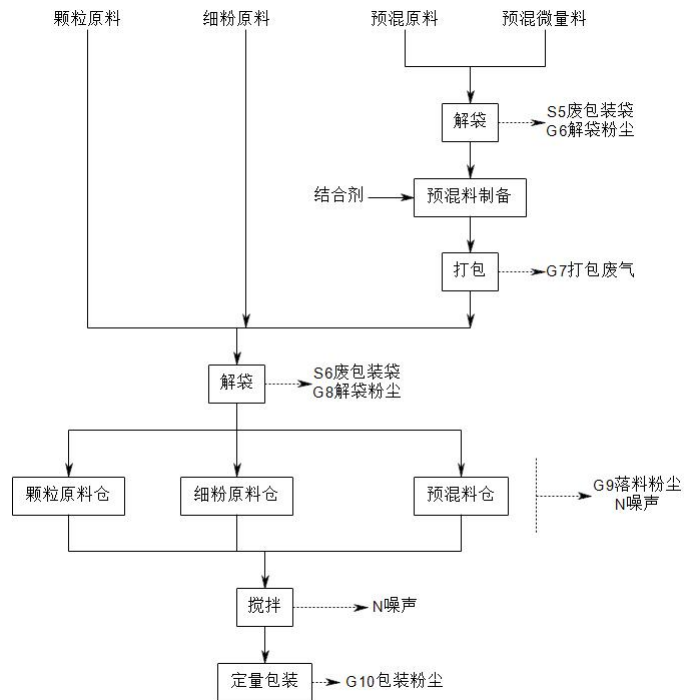 颗粒原料
细粉原料
预混原料
预混微量料
解袋
S5废包装袋
G6解袋粉尘
结合剂
预混料制备
打包
G7打包废气
解袋
S6废包装袋
G8解袋粉尘
颗粒原料仓
细粉原料仓
预混料仓
G9落料粉尘
N噪声
搅拌
N噪声
定量包装
G10包装粉尘